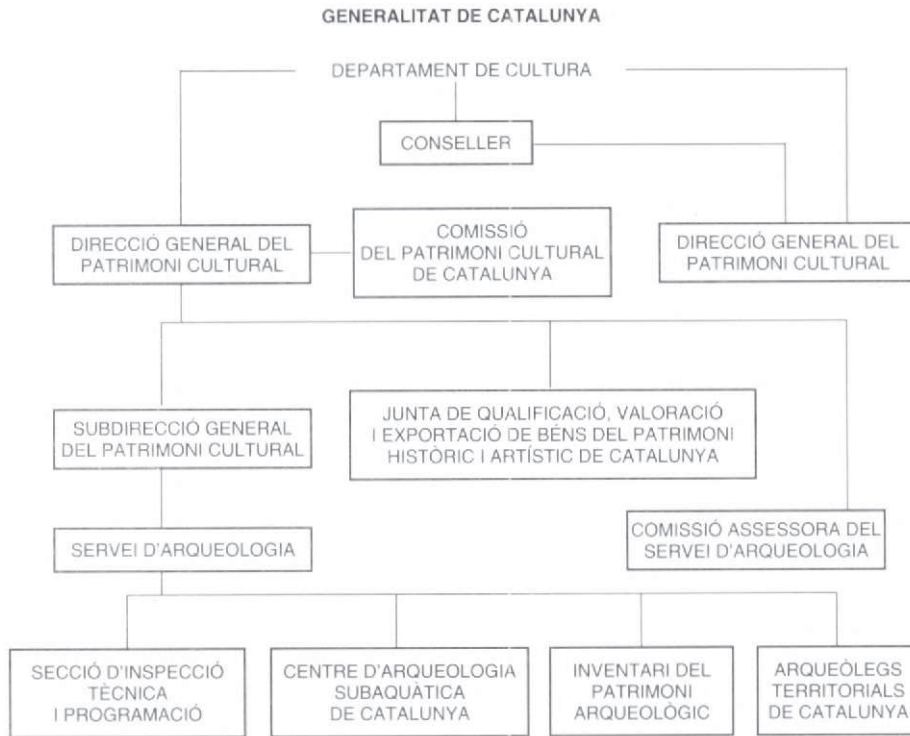 GENERALITAT DE CATALUNYA
DEPARTAMENT DE CULTURA
CONSELLER
DIRECCIÓ GENERAL DEL
PATRIMONI CULTURAL
COMISSIÓ
DEL PATRIMONI CULTURAL
DE CATALUNYA
DIRECCIÓ GENERAL DEL
PATRIMONI CULTURAL
SUBDIRECCIÓ GENERAL
DEL PATRIMONI CULTURAL
JUNTA DE QUALIFICACIÓ, VALORACIÓ
I EXPORTACIÓ DE BÉNS DEL PATRIMONI
HISTÒRIC I ARTÍSTIC DE CATALUNYA
SERVEI D'ARQUEOLOGIA
COMISSIÓ ASSESSORA DEL
SERVEI D'ARQUEOLOGIA
SECCIÓ D'INSPECCIÓ
TÈCNICA
I PROGRAMACIÓ
CENTRE D'ARQUEOLOGIA
SUBAQUÀTICA
DE CATALUNYA
INVENTARI DEL
PATRIMONI
ARQUEOLÒGIC
ARQUEÒLEGS
TERRITORIALS
DE CATALUNYA